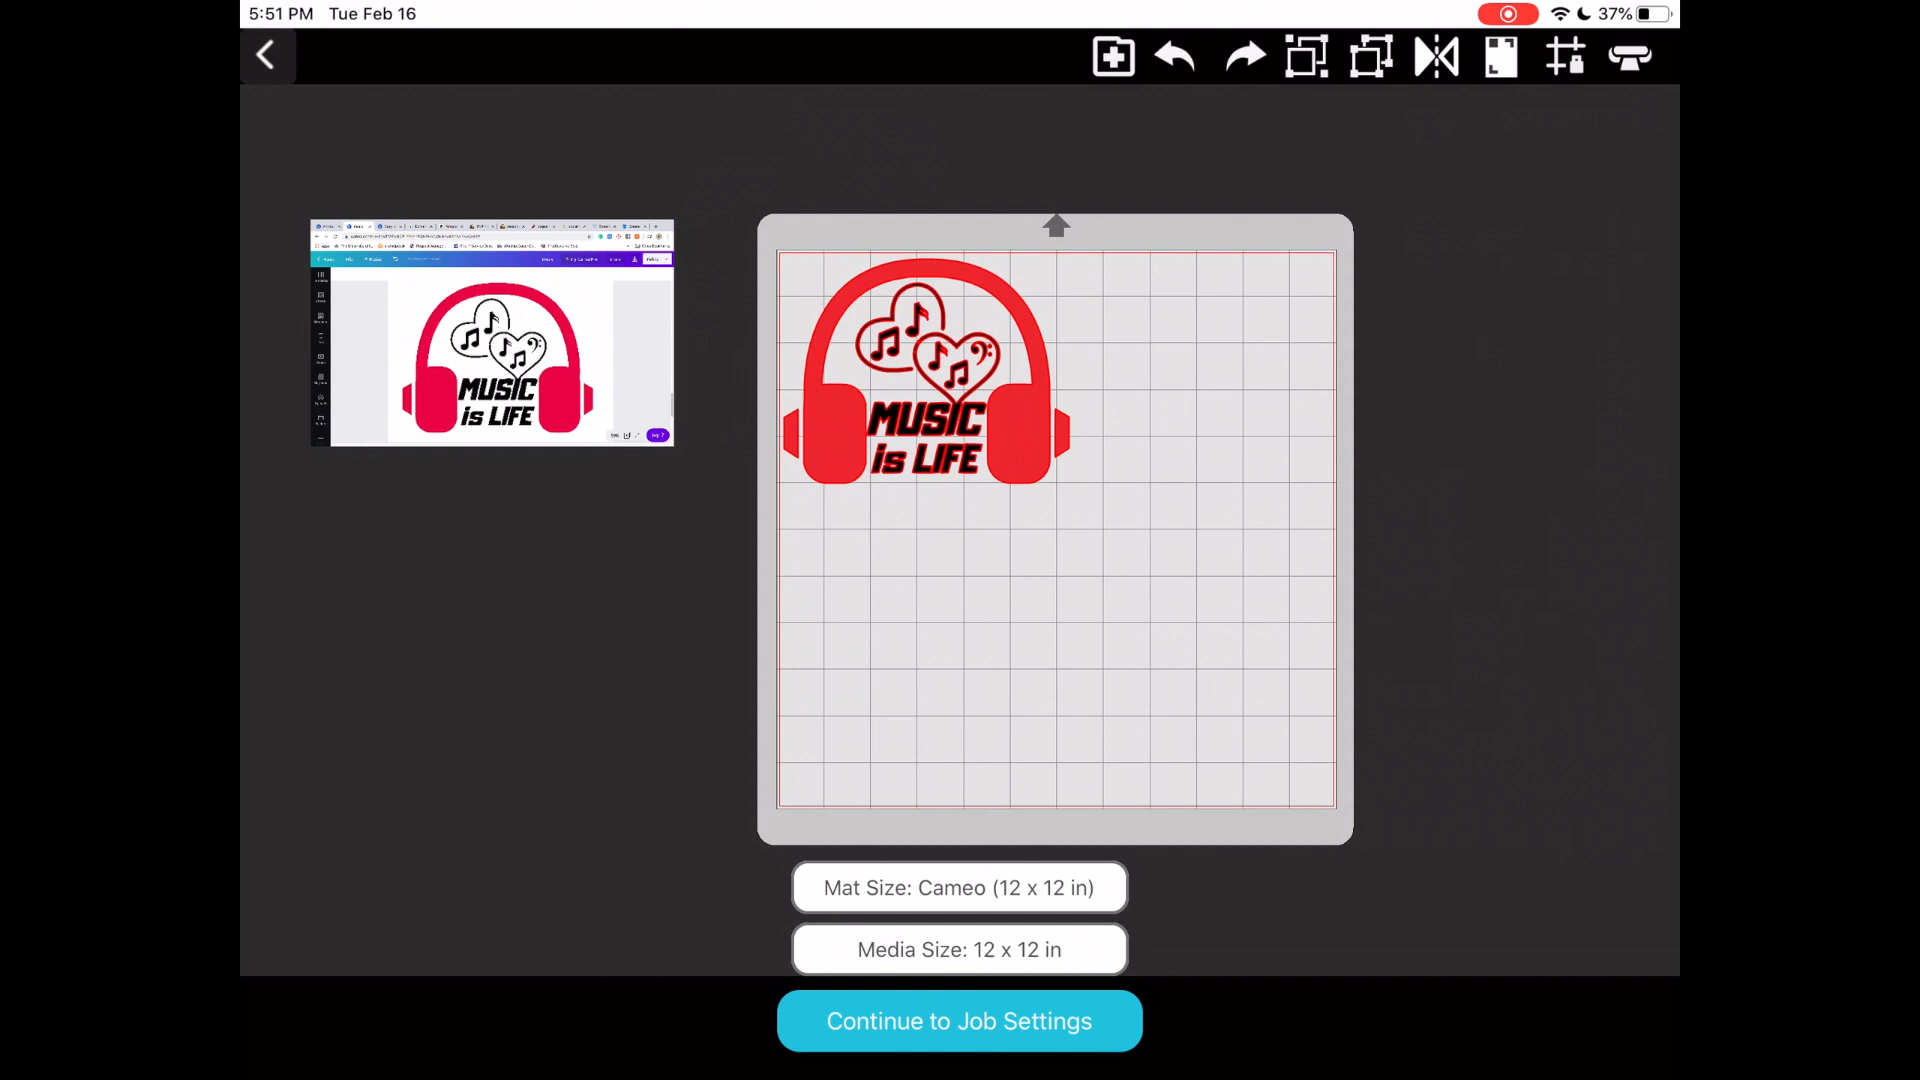 5:51 PM Tue Feb 16
37%
MUSIC
is LIFE
MUSIC
is LIFE
Mat Size: Cameo (12 x 12 in)
Media Size: 12 x 12 in
Continue to Job Settings